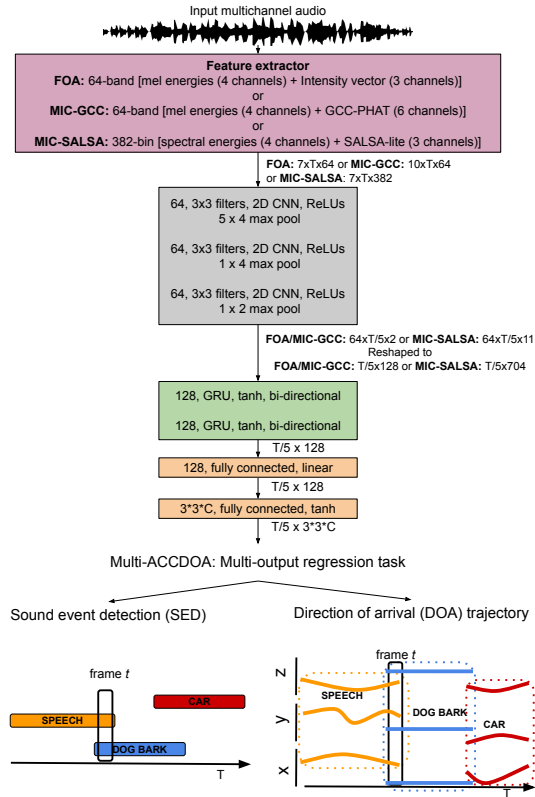 Input multichannel audio
Feature extractor
FOA: 64-band [mel energies (4 channels) + Intensity vector (3 channels)]
or
MIC-GCC: 64-band [mel energies (4 channels) + GCC-PHAT (6 channels)]
or
MIC-SALSA: 382-bin [spectral energies (4 channels) + SALSA-lite (3 channels)]
FOA: 7xTx64 or MIC-GCC: 10xTx64
or MIC-SALSA: 7xTx382
64, 3x3 filters, 2D CNN, ReLUs
5 x 4 max pool
64, 3x3 filters, 2D CNN, ReLUs
1 x 4 max pool
64, 3x3 filters, 2D CNN, ReLUs
1 x 2 max pool
FOA/MIC-GCC: 64xT/5x2 or MIC-SALSA: 64xT/5x11
Reshaped to
FOA/MIC-GCC: T/5x128 or MIC-SALSA: T/5x704
128, GRU, tanh, bi-directional
128, GRU, tanh, bi-directional
T/5 x 128
128, fully connected, linear
T/5 x 128
3*3*C, fully connected, tanh
T/5 x 3*3*C
Multi-ACCDOA: Multi-output regression task
Sound event detection (SED)
frame t
CAR
SPEECH
DOG BARK
T
Direction of arrival (DOA) trajectory
frame t
z
SPEECH
y
DOG BARK
CAR
x
T